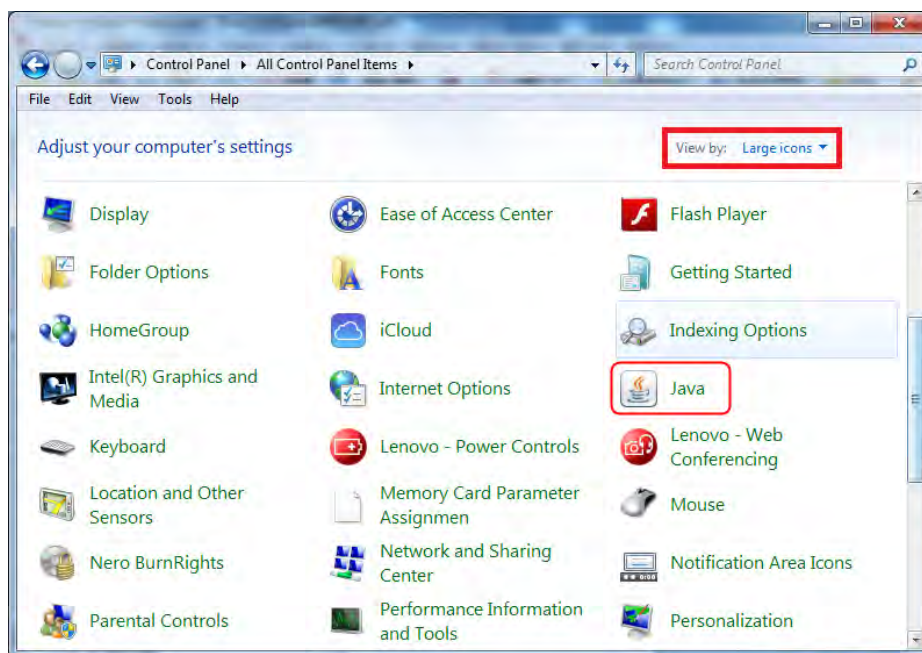 Control Panel ▸ All Control Panel Items ▸
Search Control Panel
File Edit View Tools Help
Adjust your computer's settings
View by: Large icons
Display
Ease of Access Center
Flash Player
Folder Options
Fonts
Getting Started
HomeGroup
iCloud
Indexing Options
Intel(R) Graphics and
Media
Internet Options
Java
Keyboard
Lenovo - Power Controls
Lenovo - Web
Conferencing
Location and Other
Sensors
Memory Card Parameter
Assignmen
Mouse
Nero BurnRights
Network and Sharing
Center
Notification Area Icons
Parental Controls
Performance Information
and Tools
Personalization